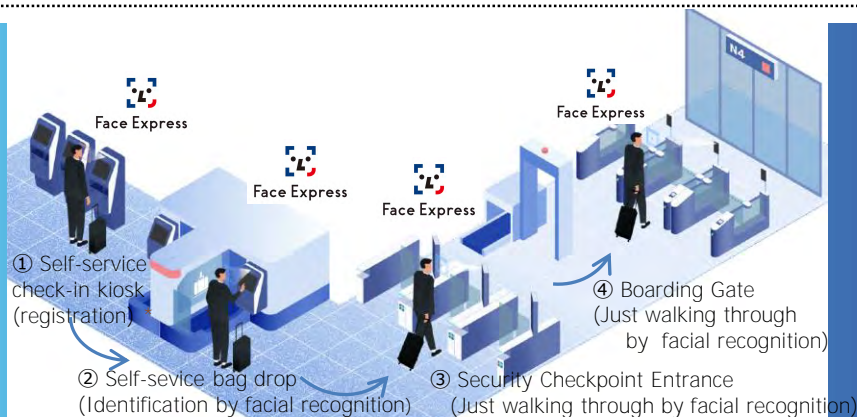 Face Express
Face Express
Face Express
Face Express
N4
① Self-service
check-in kiosk
(registration)
② Self-sevice bag drop
(Identification by facial recognition)
③ Security Checkpoint Entrance
(Just walking through by facial recognition)
④ Boarding Gate
(Just walking through
by facial recognition)